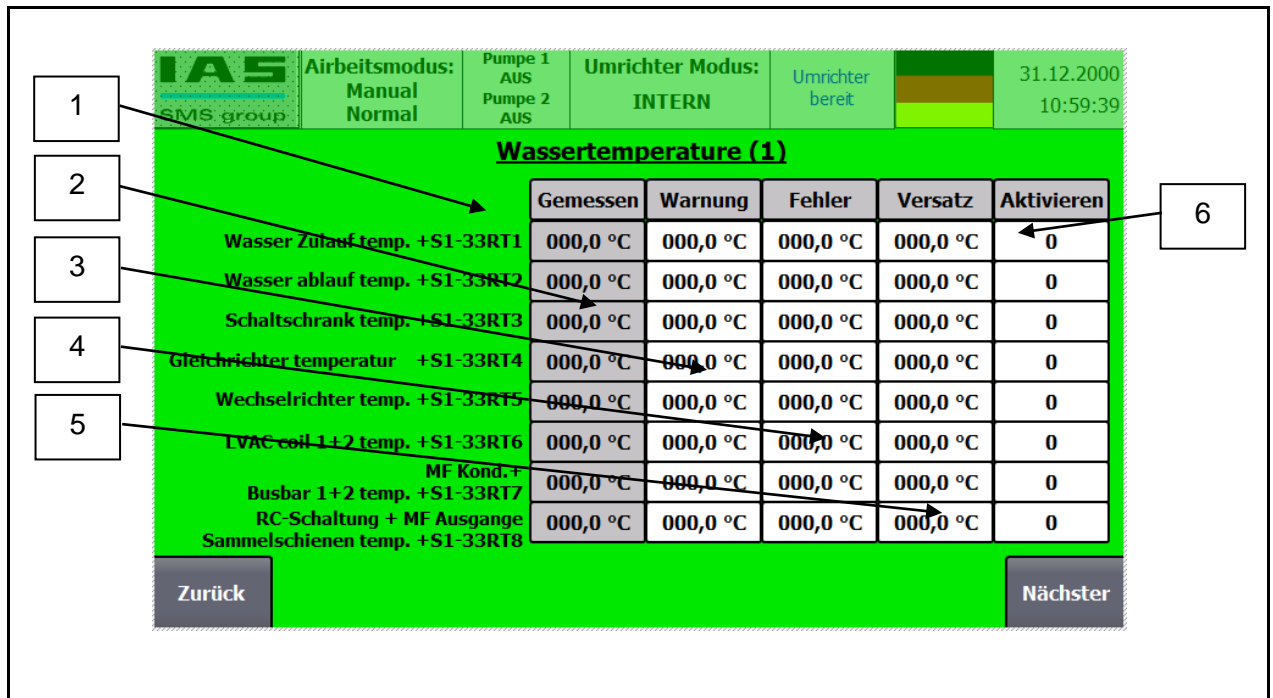 IAS
SMS group
Airbeitsmodus:
Manual
Normal
Pumpe 1
AUS
Pumpe 2
AUS
Umrichter Modus:
INTERN
Umrichter
bereit
31.12.2000
10:59:39
Wassertemperature (1)
1
2
3
4
5
6
Gemessen Warnung Fehler Versatz Aktivieren
Wasser Zulauf temp. +S1-33RT1 000,0 °C 000,0 °C 000,0 °C 000,0 °C 0
Wasser ablauf temp. +S1-33RT2 000,0 °C 000,0 °C 000,0 °C 000,0 °C 0
Schaltschrank temp. +S1-33RT3 000,0 °C 000,0 °C 000,0 °C 000,0 °C 0
Gleichrichter temperatur +S1-33RT4 000,0 °C 000,0 °C 000,0 °C 000,0 °C 0
Wechselrichter temp. +S1-33RT5 000,0 °C 000,0 °C 000,0 °C 000,0 °C 0
LVAC coil 1+2 temp. +S1-33RT6 000,0 °C 000,0 °C 000,0 °C 000,0 °C 0
MF Kond.+
Busbar 1+2 temp. +S1-33RT7 000,0 °C 000,0 °C 000,0 °C 000,0 °C 0
RC-Schaltung + MF Ausgange
Sammelschienen temp. +S1-33RT8 000,0 °C 000,0 °C 000,0 °C 000,0 °C 0
Zurück
Nächster